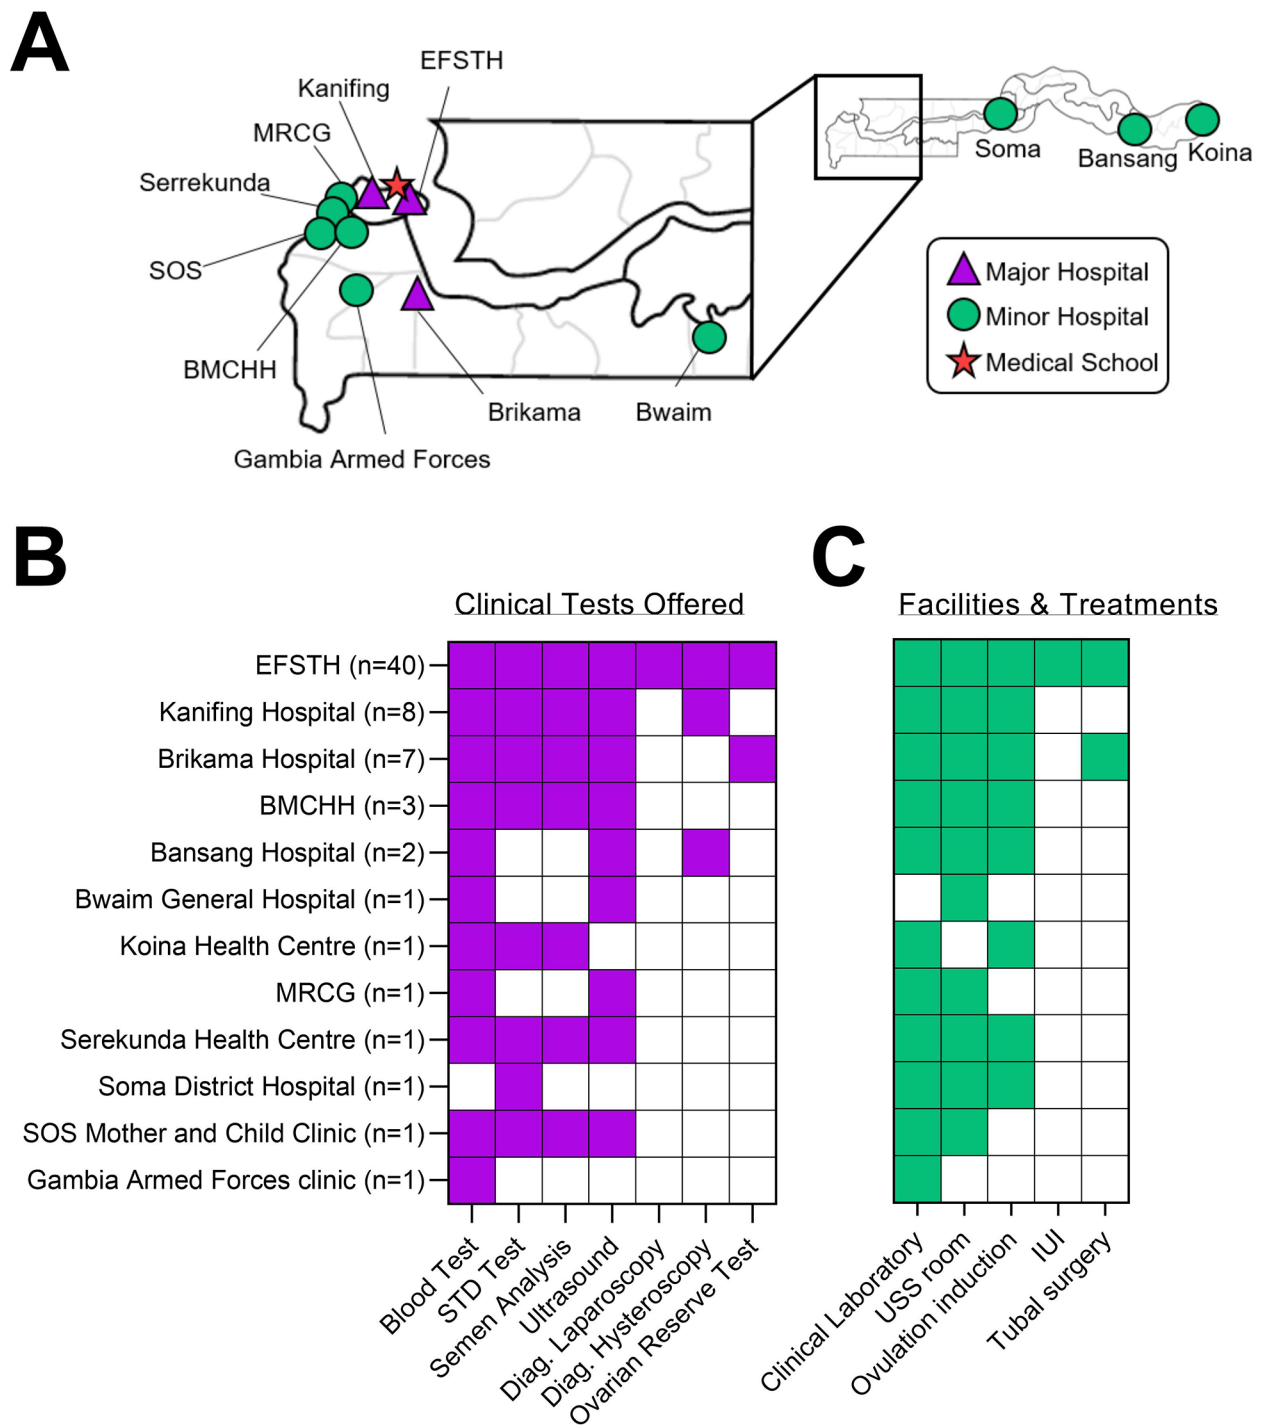 A
EFSTH
Kanifing
MRCG
Serrekunda
SOS
BMCHH
Brikama
Bwaim
Gambia Armed Forces
Soma
Bansang
Koina
Major Hospital
Minor Hospital
Medical School
B
Clinical Tests Offered
EFSTH (n=40)
Kanifing Hospital (n=8)
Brikama Hospital (n=7)
BMCHH (n=3)
Bansang Hospital (n=2)
Bwaim General Hospital (n=1)
Koina Health Centre (n=1)
MRCG (n=1)
Serekunda Health Centre (n=1)
Soma District Hospital (n=1)
SOS Mother and Child Clinic (n=1)
Gambia Armed Forces clinic (n=1)
Blood Test
STD Test
Semen Analysis
Ultrasound
Diag. Laparoscopy
Diag. Hysteroscopy
Ovarian Reserve Test
C
Facilities & Treatments
Clinical Laboratory
USS room
Ovulation induction
IUI
Tubal surgery